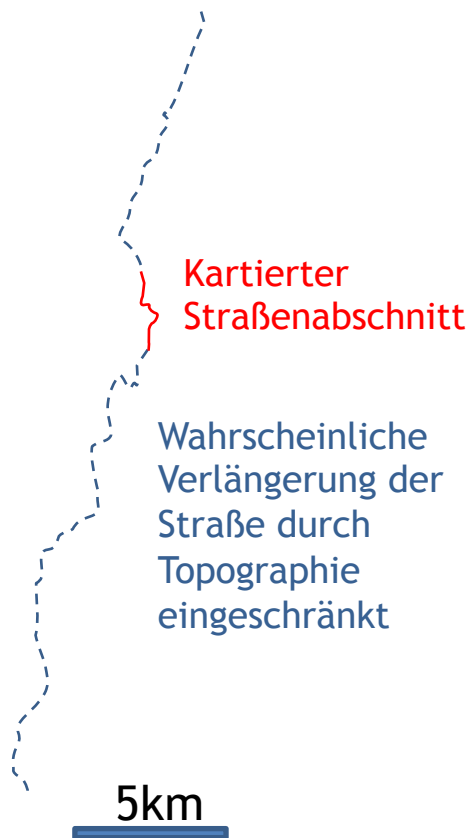 Kartierter
Straßenabschnitt
Wahrscheinliche
Verlängerung der
Straße durch
Topographie
eingeschränkt
5km